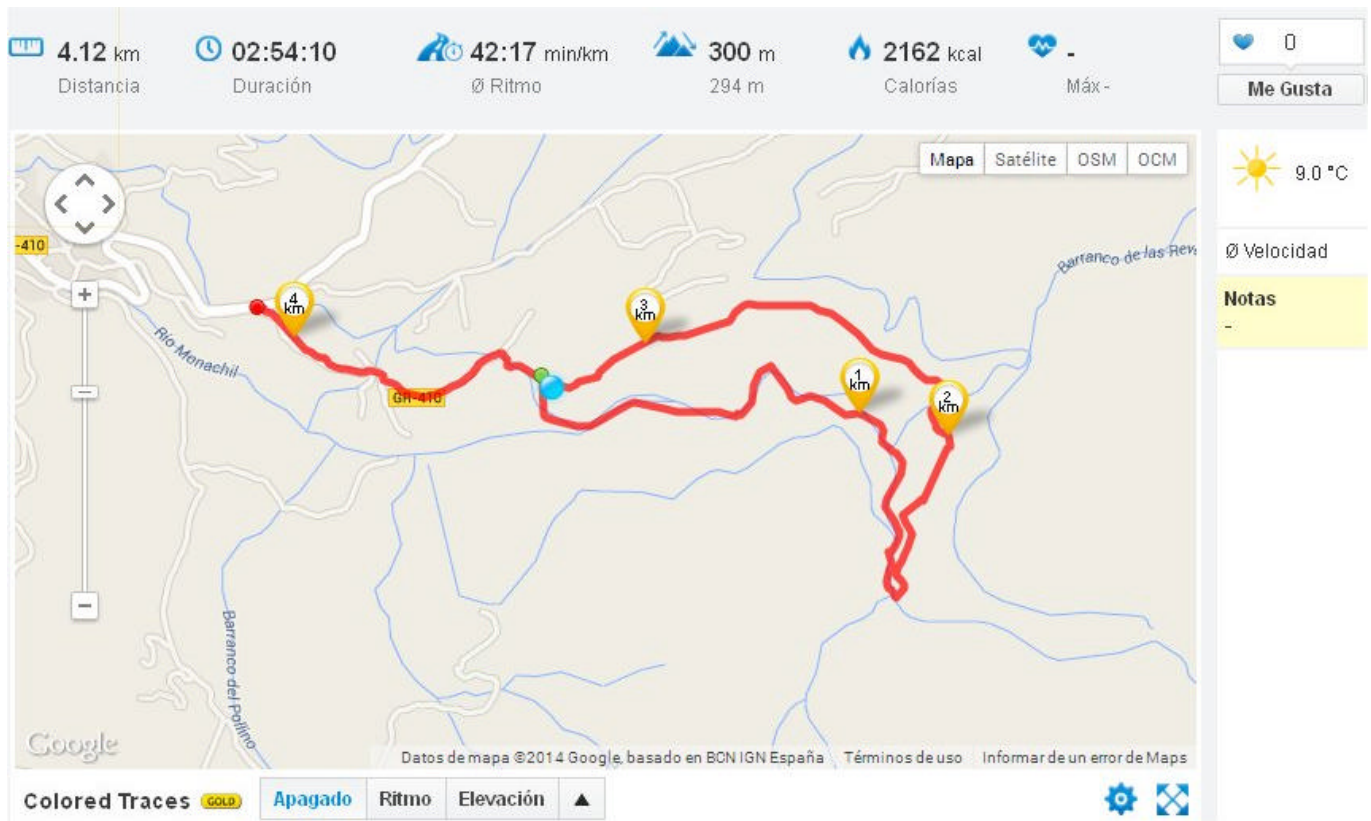 4.12 km
Distancia
02:54:10
Duración
42:17 min/km
Ø Ritmo
300 m
294 m
2162 kcal
Calorías
-
Máx -
0
Me Gusta
Mapa
Satélite
OSM
OCM
9.0 °C
Ø Velocidad
Notas
-
-410
Barranco de las Rev
4
km
3
km
1
km
2
km
Río Monachil
GR-410
Barranco del Pollino
Google
Datos de mapa ©2014 Google, basado en BCN IGN España
Términos de uso
Informar de un error de Maps
Colored Traces GOLD
Apagado
Ritmo
Elevación